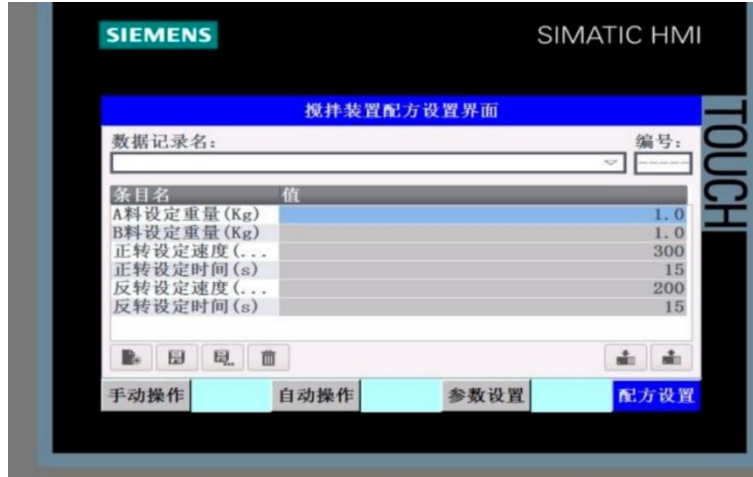 SIEMENS
SIMATIC HMI
TOUCH
搅拌装置配方设置界面
数据记录名：
编号：
-----
条目名 值
A料设定重量(Kg) 1.0
B料设定重量(Kg) 1.0
正转设定速度(... 300
正转设定时间(s) 15
反转设定速度(... 200
反转设定时间(s) 15
手动操作 自动操作 参数设置 配方设置